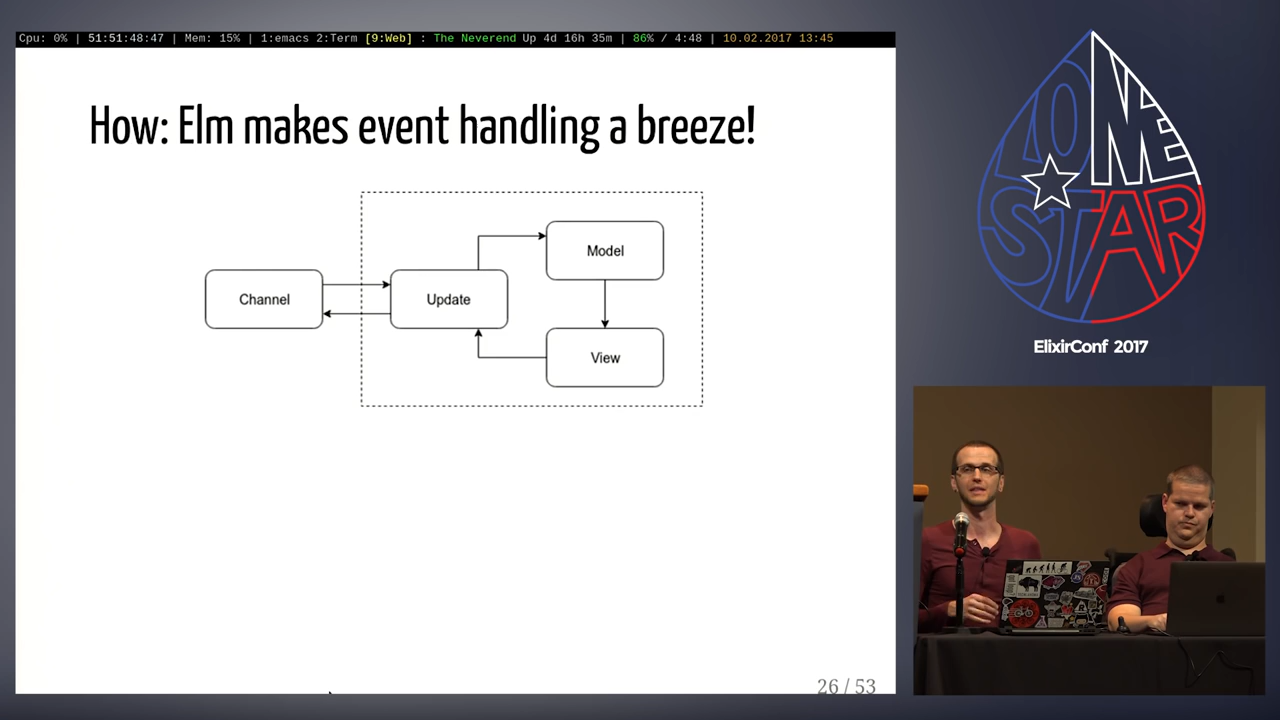 Cpu: 0% | 51:51:48:47 | Mem: 15% | 1:emacs 2:Term [9:Web] : The Neverend Up 4d 16h 35m | 86% / 4:48 | 10.02.2017 13:45
How: Elm makes event handling a breeze!
Model
Channel
Update
View
26 / 53
LONE
STAR
ElixirConf 2017